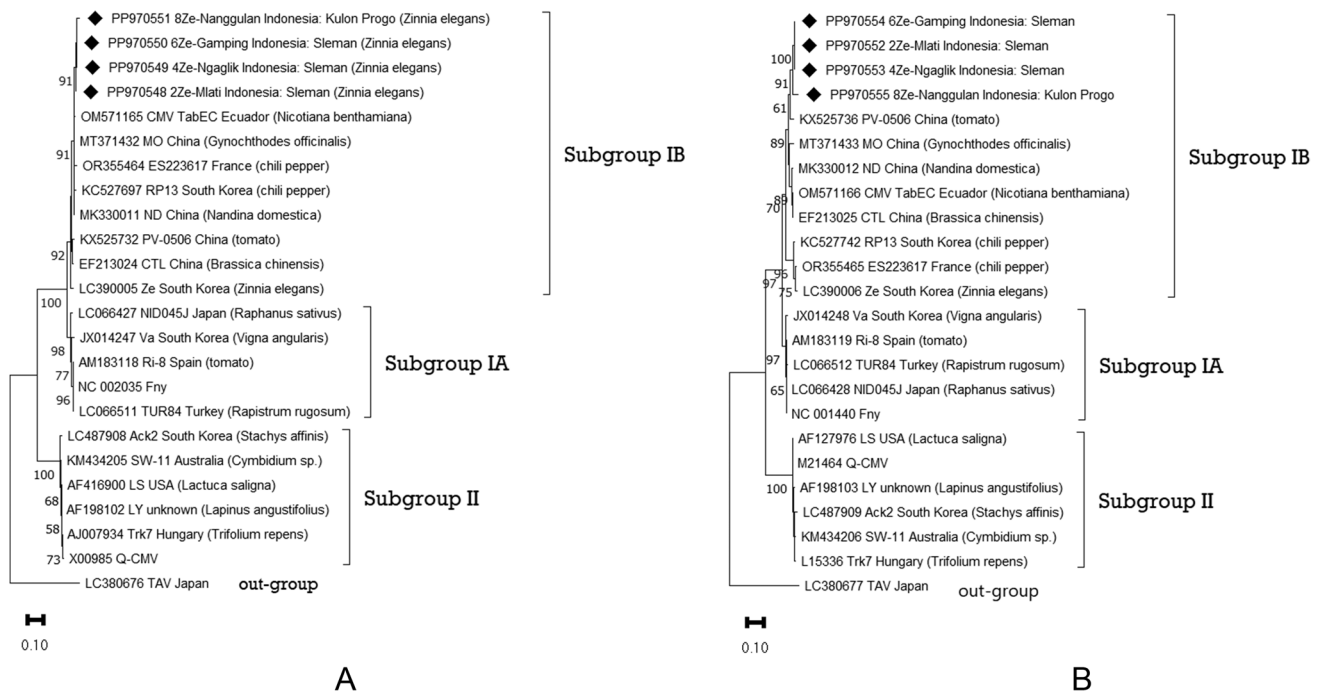 PP970551 8Ze-Nanggulan Indonesia: Kulon Progo (Zinnia elegans)
PP970550 6Ze-Gamping Indonesia: Sleman (Zinnia elegans)
PP970549 4Ze-Ngaglik Indonesia: Sleman (Zinnia elegans)
91
PP970548 2Ze-Mlati Indonesia: Sleman (Zinnia elegans)
OM571165 CMV TabEC Ecuador (Nicotiana benthamiana)
MT371432 MO China (Gynochthodes officinalis)
91
Subgroup IB
OR355464 ES223617 France (chili pepper)
KC527697 RP13 South Korea (chili pepper)
MK330011 ND China (Nandina domestica)
KX525732 PV-0506 China (tomato)
92
EF213024 CTL China (Brassica chinensis)
LC390005 Ze South Korea (Zinnia elegans)
100
LC066427 NID045J Japan (Raphanus sativus)
JX014247 Va South Korea (Vigna angularis)
98
AM183118 Ri-8 Spain (tomato)
Subgroup IA
77
NC 002035 Fny
96
LC066511 TUR84 Turkey (Rapistrum rugosum)
LC487908 Ack2 South Korea (Stachys affinis)
KM434205 SW-11 Australia (Cymbidium sp.)
100
AF416900 LS USA (Lactuca saligna)
68
Subgroup II
AF198102 LY unknown (Lapinus angustifolius)
58
AJ007934 Trk7 Hungary (Trifolium repens)
73
X00985 Q-CMV
LC380676 TAV Japan
out-group
0.10
A
PP970554 6Ze-Gamping Indonesia: Sleman
PP970552 2Ze-Mlati Indonesia: Sleman
100
PP970553 4Ze-Ngaglik Indonesia: Sleman
91
PP970555 8Ze-Nanggulan Indonesia: Kulon Progo
61
KX525736 PV-0506 China (tomato)
89
MT371433 MO China (Gynochthodes officinalis)
Subgroup IB
MK330012 ND China (Nandina domestica)
OM571166 CMV TabEC Ecuador (Nicotiana benthamiana)
70
EF213025 CTL China (Brassica chinensis)
KC527742 RP13 South Korea (chili pepper)
OR355465 ES223617 France (chili pepper)
97
75
LC390006 Ze South Korea (Zinnia elegans)
JX014248 Va South Korea (Vigna angularis)
AM183119 Ri-8 Spain (tomato)
97
LC066512 TUR84 Turkey (Rapistrum rugosum)
Subgroup IA
65
LC066428 NID045J Japan (Raphanus sativus)
NC 001440 Fny
AF127976 LS USA (Lactuca saligna)
M21464 Q-CMV
100
AF198103 LY unknown (Lapinus angustifolius)
Subgroup II
LC487909 Ack2 South Korea (Stachys affinis)
KM434206 SW-11 Australia (Cymbidium sp.)
L15336 Trk7 Hungary (Trifolium repens)
LC380677 TAV Japan
out-group
0.10
B